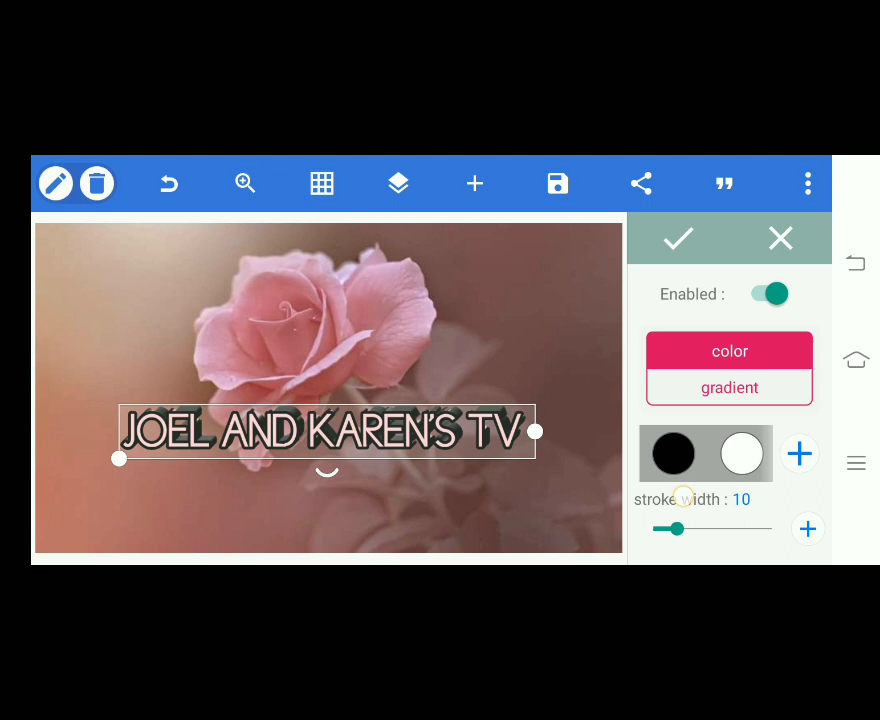 Enabled :
color
gradient
JOEL AND KAREN'S TV
stroke width : 10